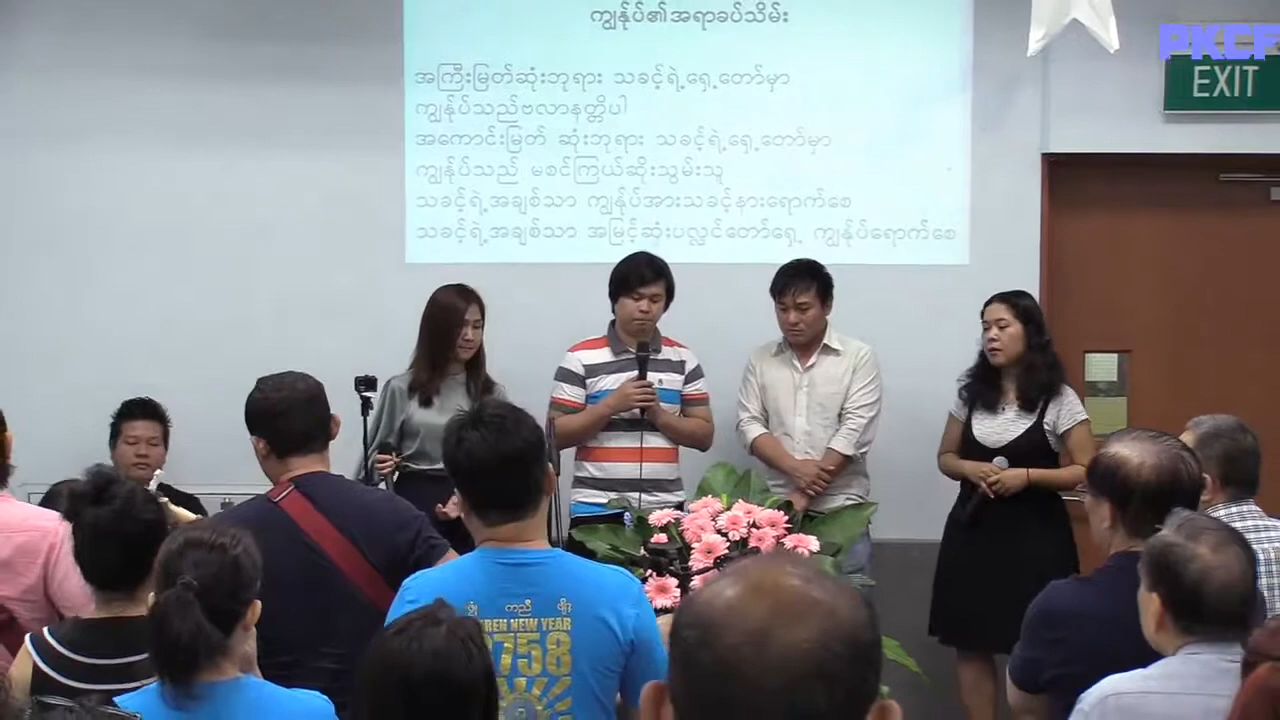 ကျွန်ုပ်၏အရာခပ်သိမ်း
အကြီးမြတ်ဆုံးဘုရား သခင့်ရဲ့ရှေ့တော်မှာ
ကျွန်ုပ်သည်ဗလာနတ္တိပါ
အကောင်းမြတ် ဆုံးဘုရား သခင့်ရဲ့ရှေ့တော်မှာ
ကျွန်ုပ်သည် မစင်ကြယ်ဆိုးသွမ်းသူ
သခင့်ရဲ့အချစ်သာ ကျွန်ုပ်အားသခင့်နားရောက်စေ
သခင့်ရဲ့အချစ်သာ အမြင့်ဆုံးပလ္လင်တော်ရှေ့ ကျွန်ုပ်ရောက်စေ
PKCF
EXIT
ကညီ
REN NEW YEAR
758